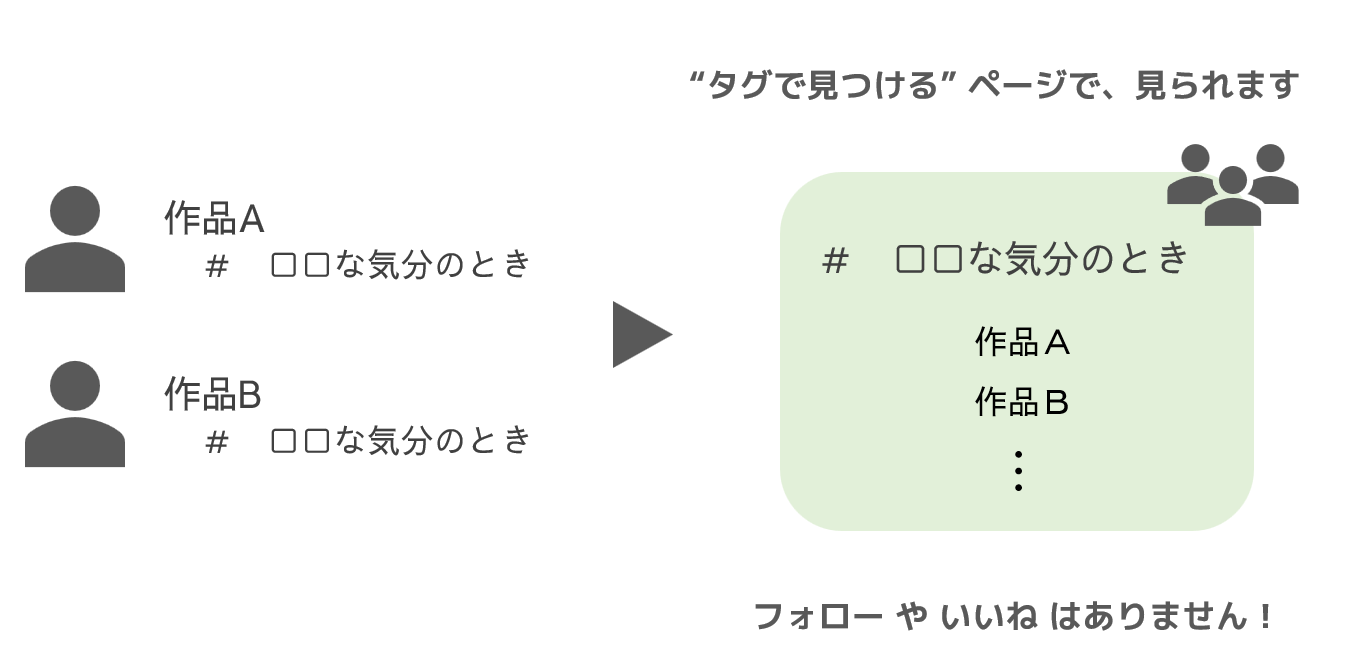 “タグで見つける” ページで、見られます
作品A
# □□な気分のとき
作品B
# □□な気分のとき
# □□な気分のとき
作品A
作品B
⋮
フォロー や いいね はありません！